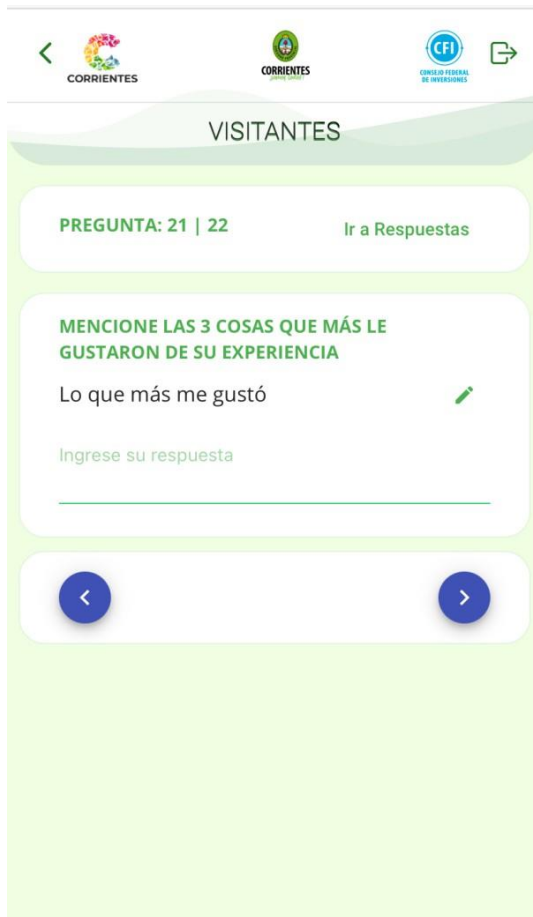 CORRIENTES
CORRIENTES
CFI
CONSEJO FEDERAL
DE INVERSIONES
VISITANTES
PREGUNTA: 21 | 22
Ir a Respuestas
MENCIONE LAS 3 COSAS QUE MÁS LE
GUSTARON DE SU EXPERIENCIA
Lo que más me gustó
Ingrese su respuesta